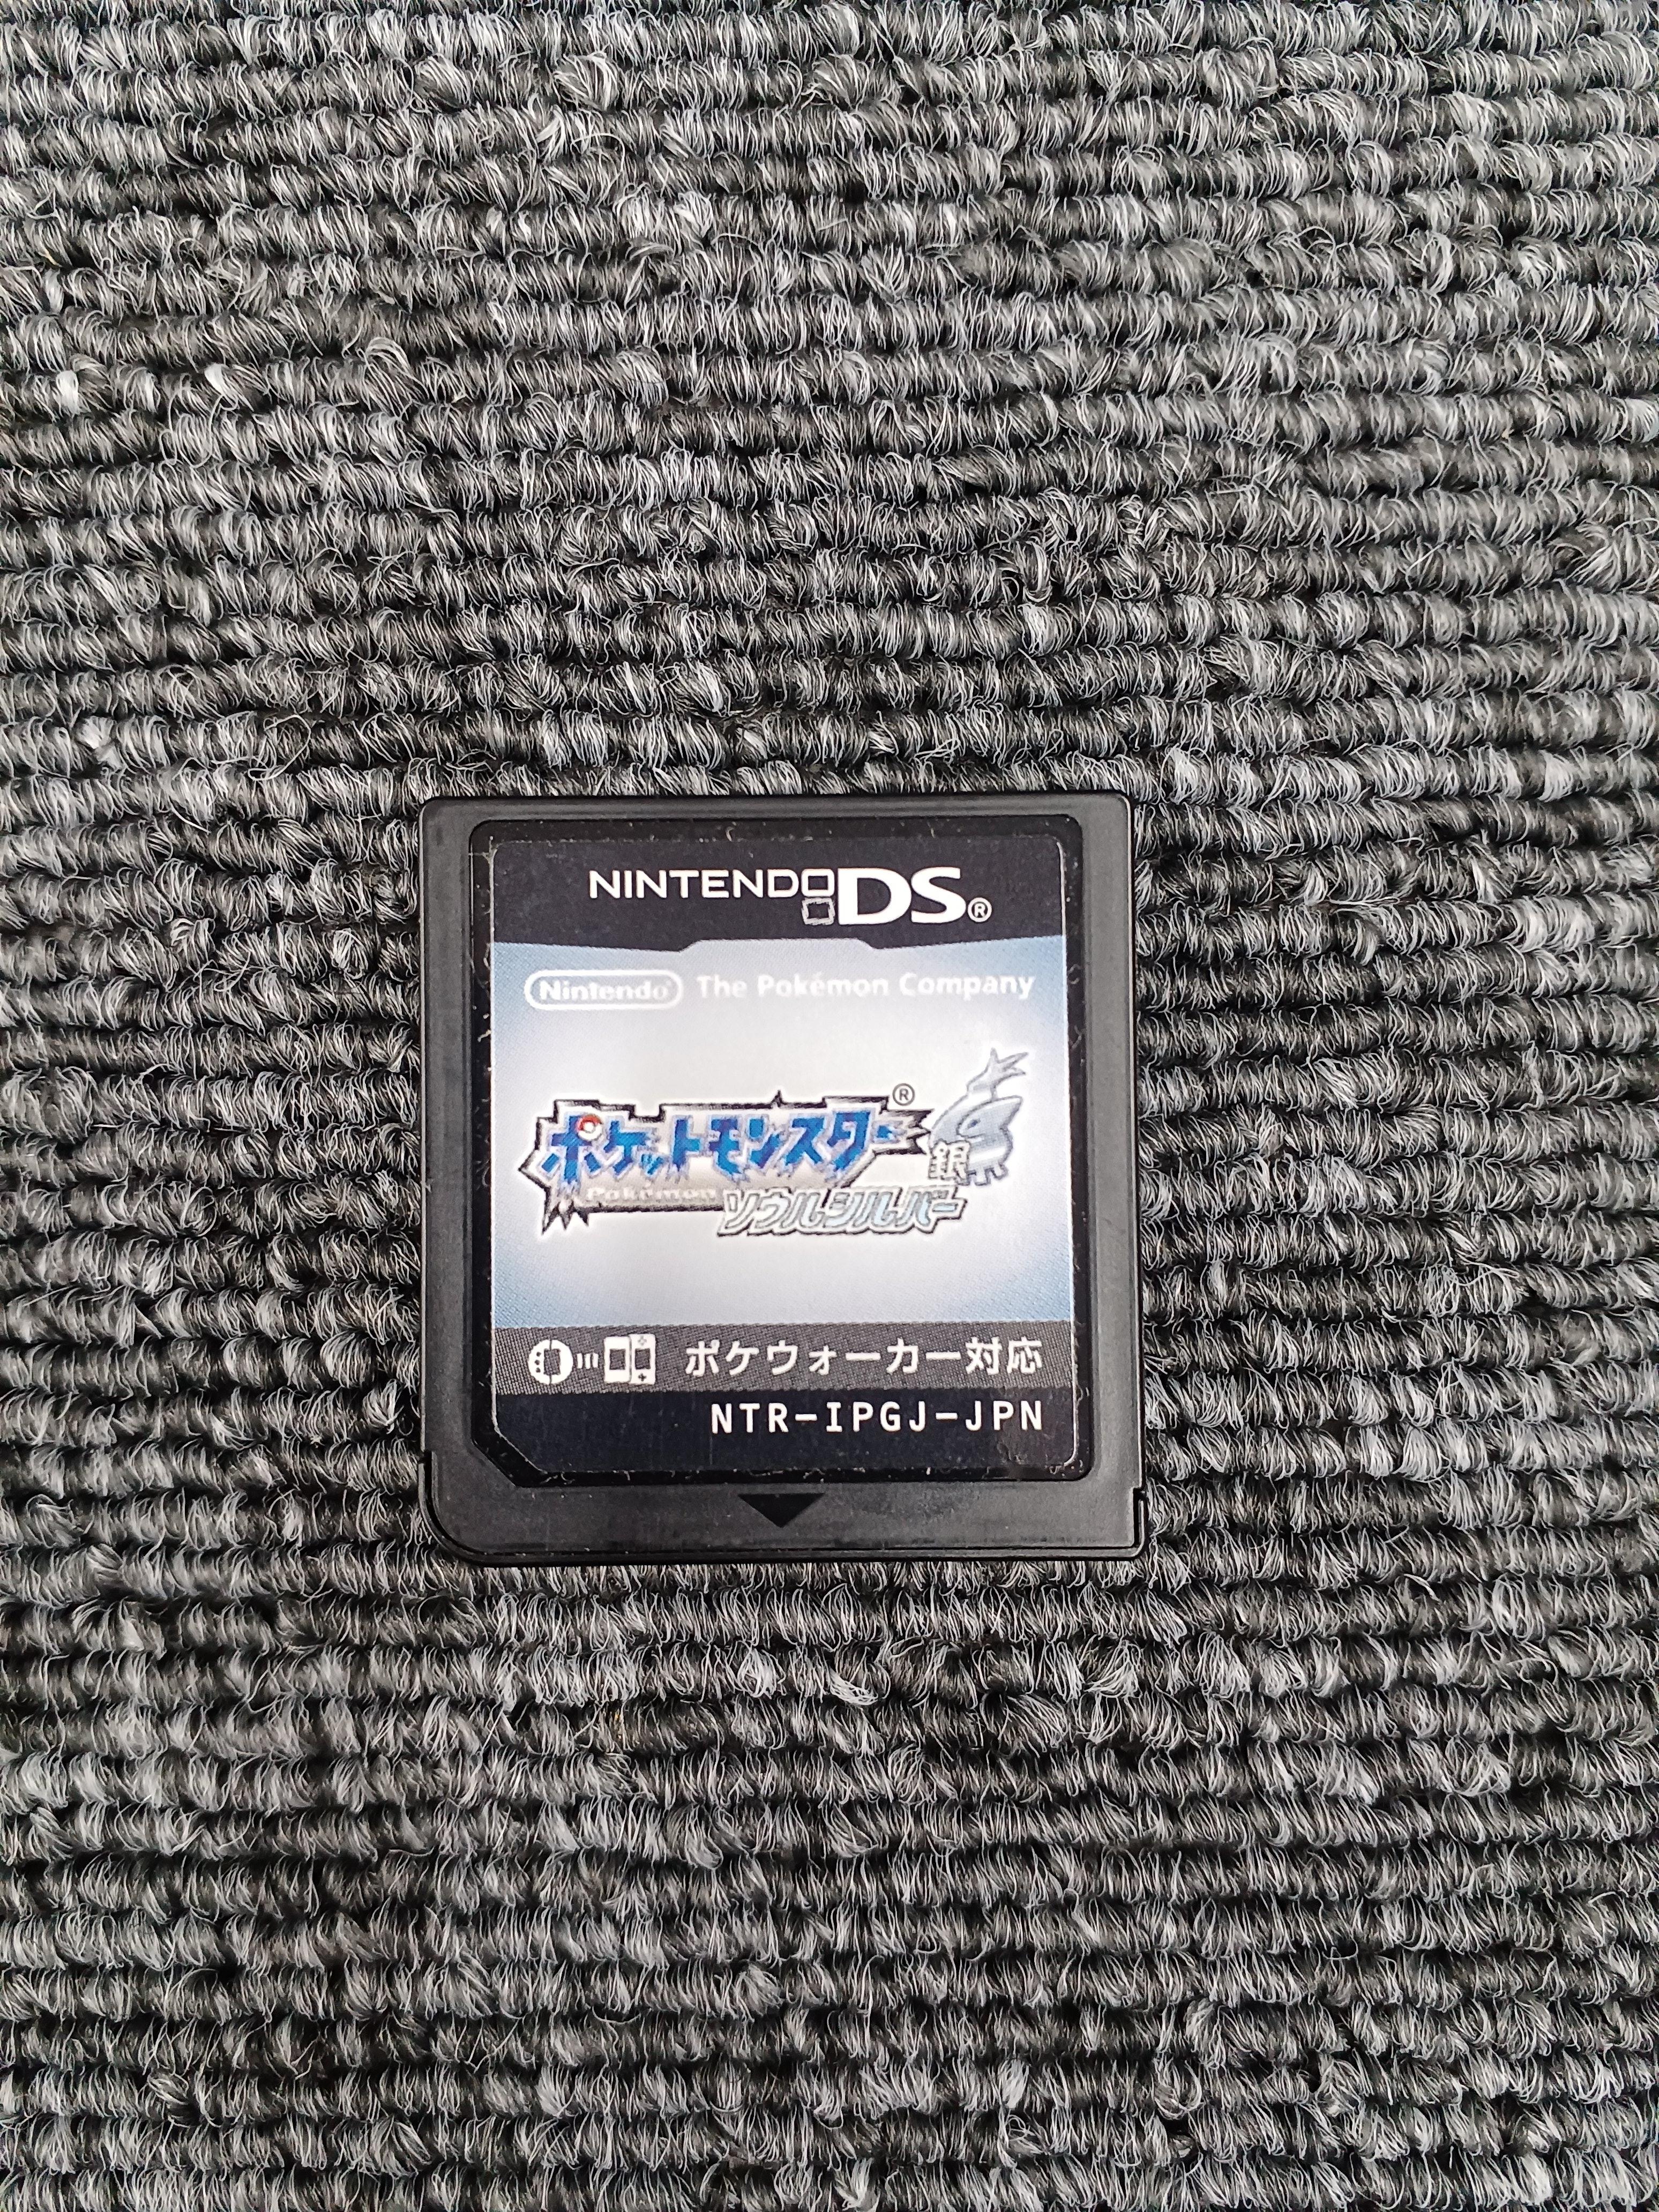 NINTENDO DS®
Nintendo® The Pokémon Company
ポケットモンスター®
銀
Pokémon
ソウルシルバー
ポケウォーカー対応
NTR-IPGJ-JPN